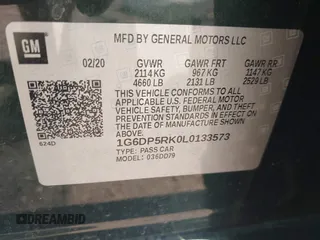 GM
MFD BY GENERAL MOTORS LLC
02/20 GVWR GAWR FRT GAWR RR
2114 KG 967 KG 1147 KG
4660 LB 2131 LB 2529 LB
THIS VEHICLE CONFORMS TO ALL
APPLICABLE U.S. FEDERAL MOTOR
VEHICLE SAFETY, BUMPER, AND THEFT
PREVENTION STANDARDS IN EFFECT ON
THE DATE OF MANUFACTURE SHOWN ABOVE.
1G6DP5RK0L0133573
TYPE: PASS CAR
624D MODEL: 036DD79
DREAMBID